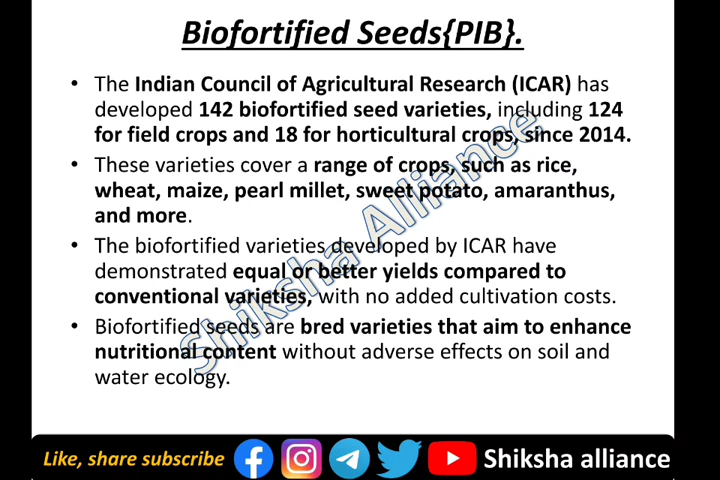 Biofortified Seeds{PIB}.
• The Indian Council of Agricultural Research (ICAR) has
developed 142 biofortified seed varieties, including 124
for field crops and 18 for horticultural crops, since 2014.
• These varieties cover a range of crops, such as rice,
wheat, maize, pearl millet, sweet potato, amaranthus,
and more.
• The biofortified varieties developed by ICAR have
demonstrated equal or better yields compared to
conventional varieties, with no added cultivation costs.
• Biofortified seeds are bred varieties that aim to enhance
nutritional content without adverse effects on soil and
water ecology.
Shiksha Alliance
Like, share subscribe
Shiksha alliance